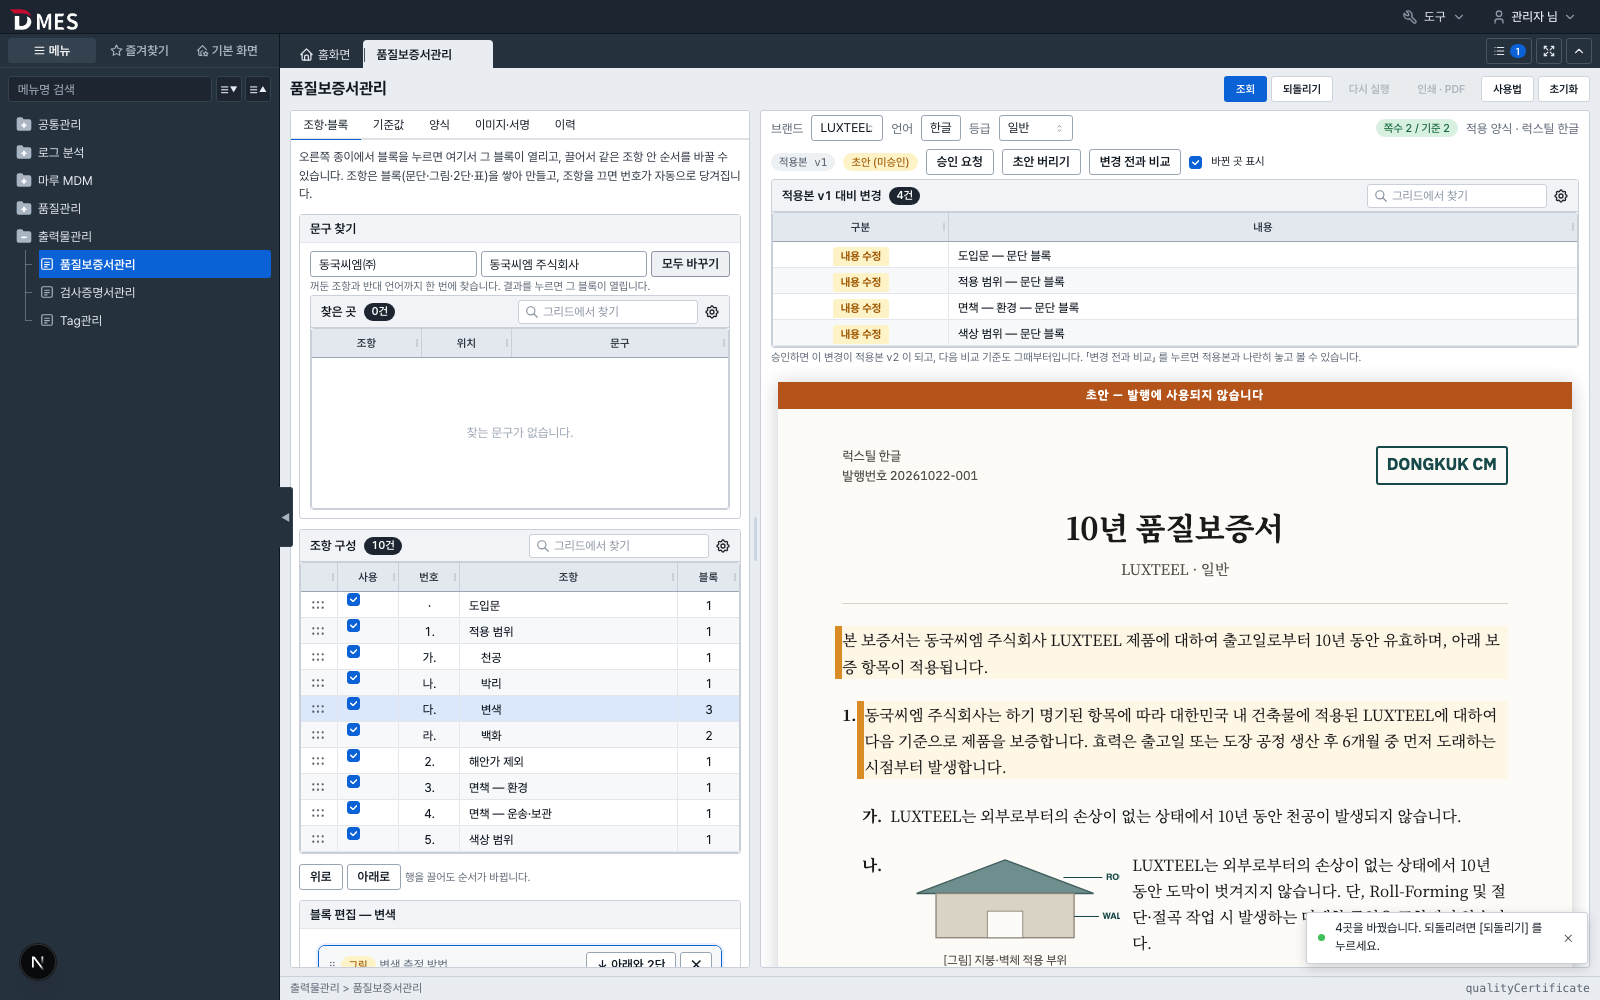 DMES
도구
관리자 님
메뉴
즐겨찾기
기본 화면
홈화면
품질보증서관리
1
메뉴명 검색
공통관리
로그 분석
마루 MDM
품질관리
출력물관리
품질보증서관리
검사증명서관리
Tag관리
N
품질보증서관리
조회
되돌리기
다시 실행
인쇄 · PDF
사용법
초기화
조항·블록
기준값
양식
이미지·서명
이력
오른쪽 종이에서 블록을 누르면 여기서 그 블록이 열리고, 끌어서 같은 조항 안 순서를 바꿀 수
있습니다. 조항은 블록(문단·그림·2단·표)을 쌓아 만들고, 조항을 끄면 번호가 자동으로 당겨집니
다.
문구 찾기
동국씨엠㈜
동국씨엠 주식회사
모두 바꾸기
꺼둔 조항과 반대 언어까지 한 번에 찾습니다. 결과를 누르면 그 블록이 열립니다.
찾은 곳 0건
그리드에서 찾기
조항 위치 문구
찾는 문구가 없습니다.
조항 구성 10건
그리드에서 찾기
사용 번호 조항 블록
· 도입문 1
1. 적용 범위 1
가. 천공 1
나. 박리 1
다. 변색 3
라. 백화 2
2. 해안가 제외 1
3. 면책 — 환경 1
4. 면책 — 운송·보관 1
5. 색상 범위 1
위로
아래로
행을 끌어도 순서가 바뀝니다.
블록 편집 — 변색
그림 변색 측정 방법
↓ 아래와 2단
브랜드 LUXTEEL
언어 한글
등급 일반
쪽수 2 / 기준 2
적용 양식 · 럭스틸 한글
적용본 v1
초안 (미승인)
승인 요청
초안 버리기
변경 전과 비교
바뀐 곳 표시
적용본 v1 대비 변경 4건
그리드에서 찾기
구분 내용
내용 수정 도입문 — 문단 블록
내용 수정 적용 범위 — 문단 블록
내용 수정 면책 — 환경 — 문단 블록
내용 수정 색상 범위 — 문단 블록
승인하면 이 변경이 적용본 v2 이 되고, 다음 비교 기준도 그때부터입니다. 「변경 전과 비교」 를 누르면 적용본과 나란히 놓고 볼 수 있습니다.
초안 — 발행에 사용되지 않습니다
럭스틸 한글
발행번호 20261022-001
DONGKUK CM
10년 품질보증서
LUXTEEL · 일반
본 보증서는 동국씨엠 주식회사 LUXTEEL 제품에 대하여 출고일로부터 10년 동안 유효하며, 아래 보
증 항목이 적용됩니다.
1. 동국씨엠 주식회사는 하기 명기된 항목에 따라 대한민국 내 건축물에 적용된 LUXTEEL에 대하여
다음 기준으로 제품을 보증합니다. 효력은 출고일 또는 도장 공정 생산 후 6개월 중 먼저 도래하는
시점부터 발생합니다.
가. LUXTEEL는 외부로부터의 손상이 없는 상태에서 10년 동안 천공이 발생되지 않습니다.
나.
RO
WAL
[그림] 지붕·벽체 적용 부위
LUXTEEL는 외부로부터의 손상이 없는 상태에서 10년
동안 도막이 벗겨지지 않습니다. 단, Roll-Forming 및 절
단·절곡 작업 시 발생하는
다.
4곳을 바꿨습니다. 되돌리려면 [되돌리기] 를
누르세요.
출력물관리 > 품질보증서관리
qualityCertificate